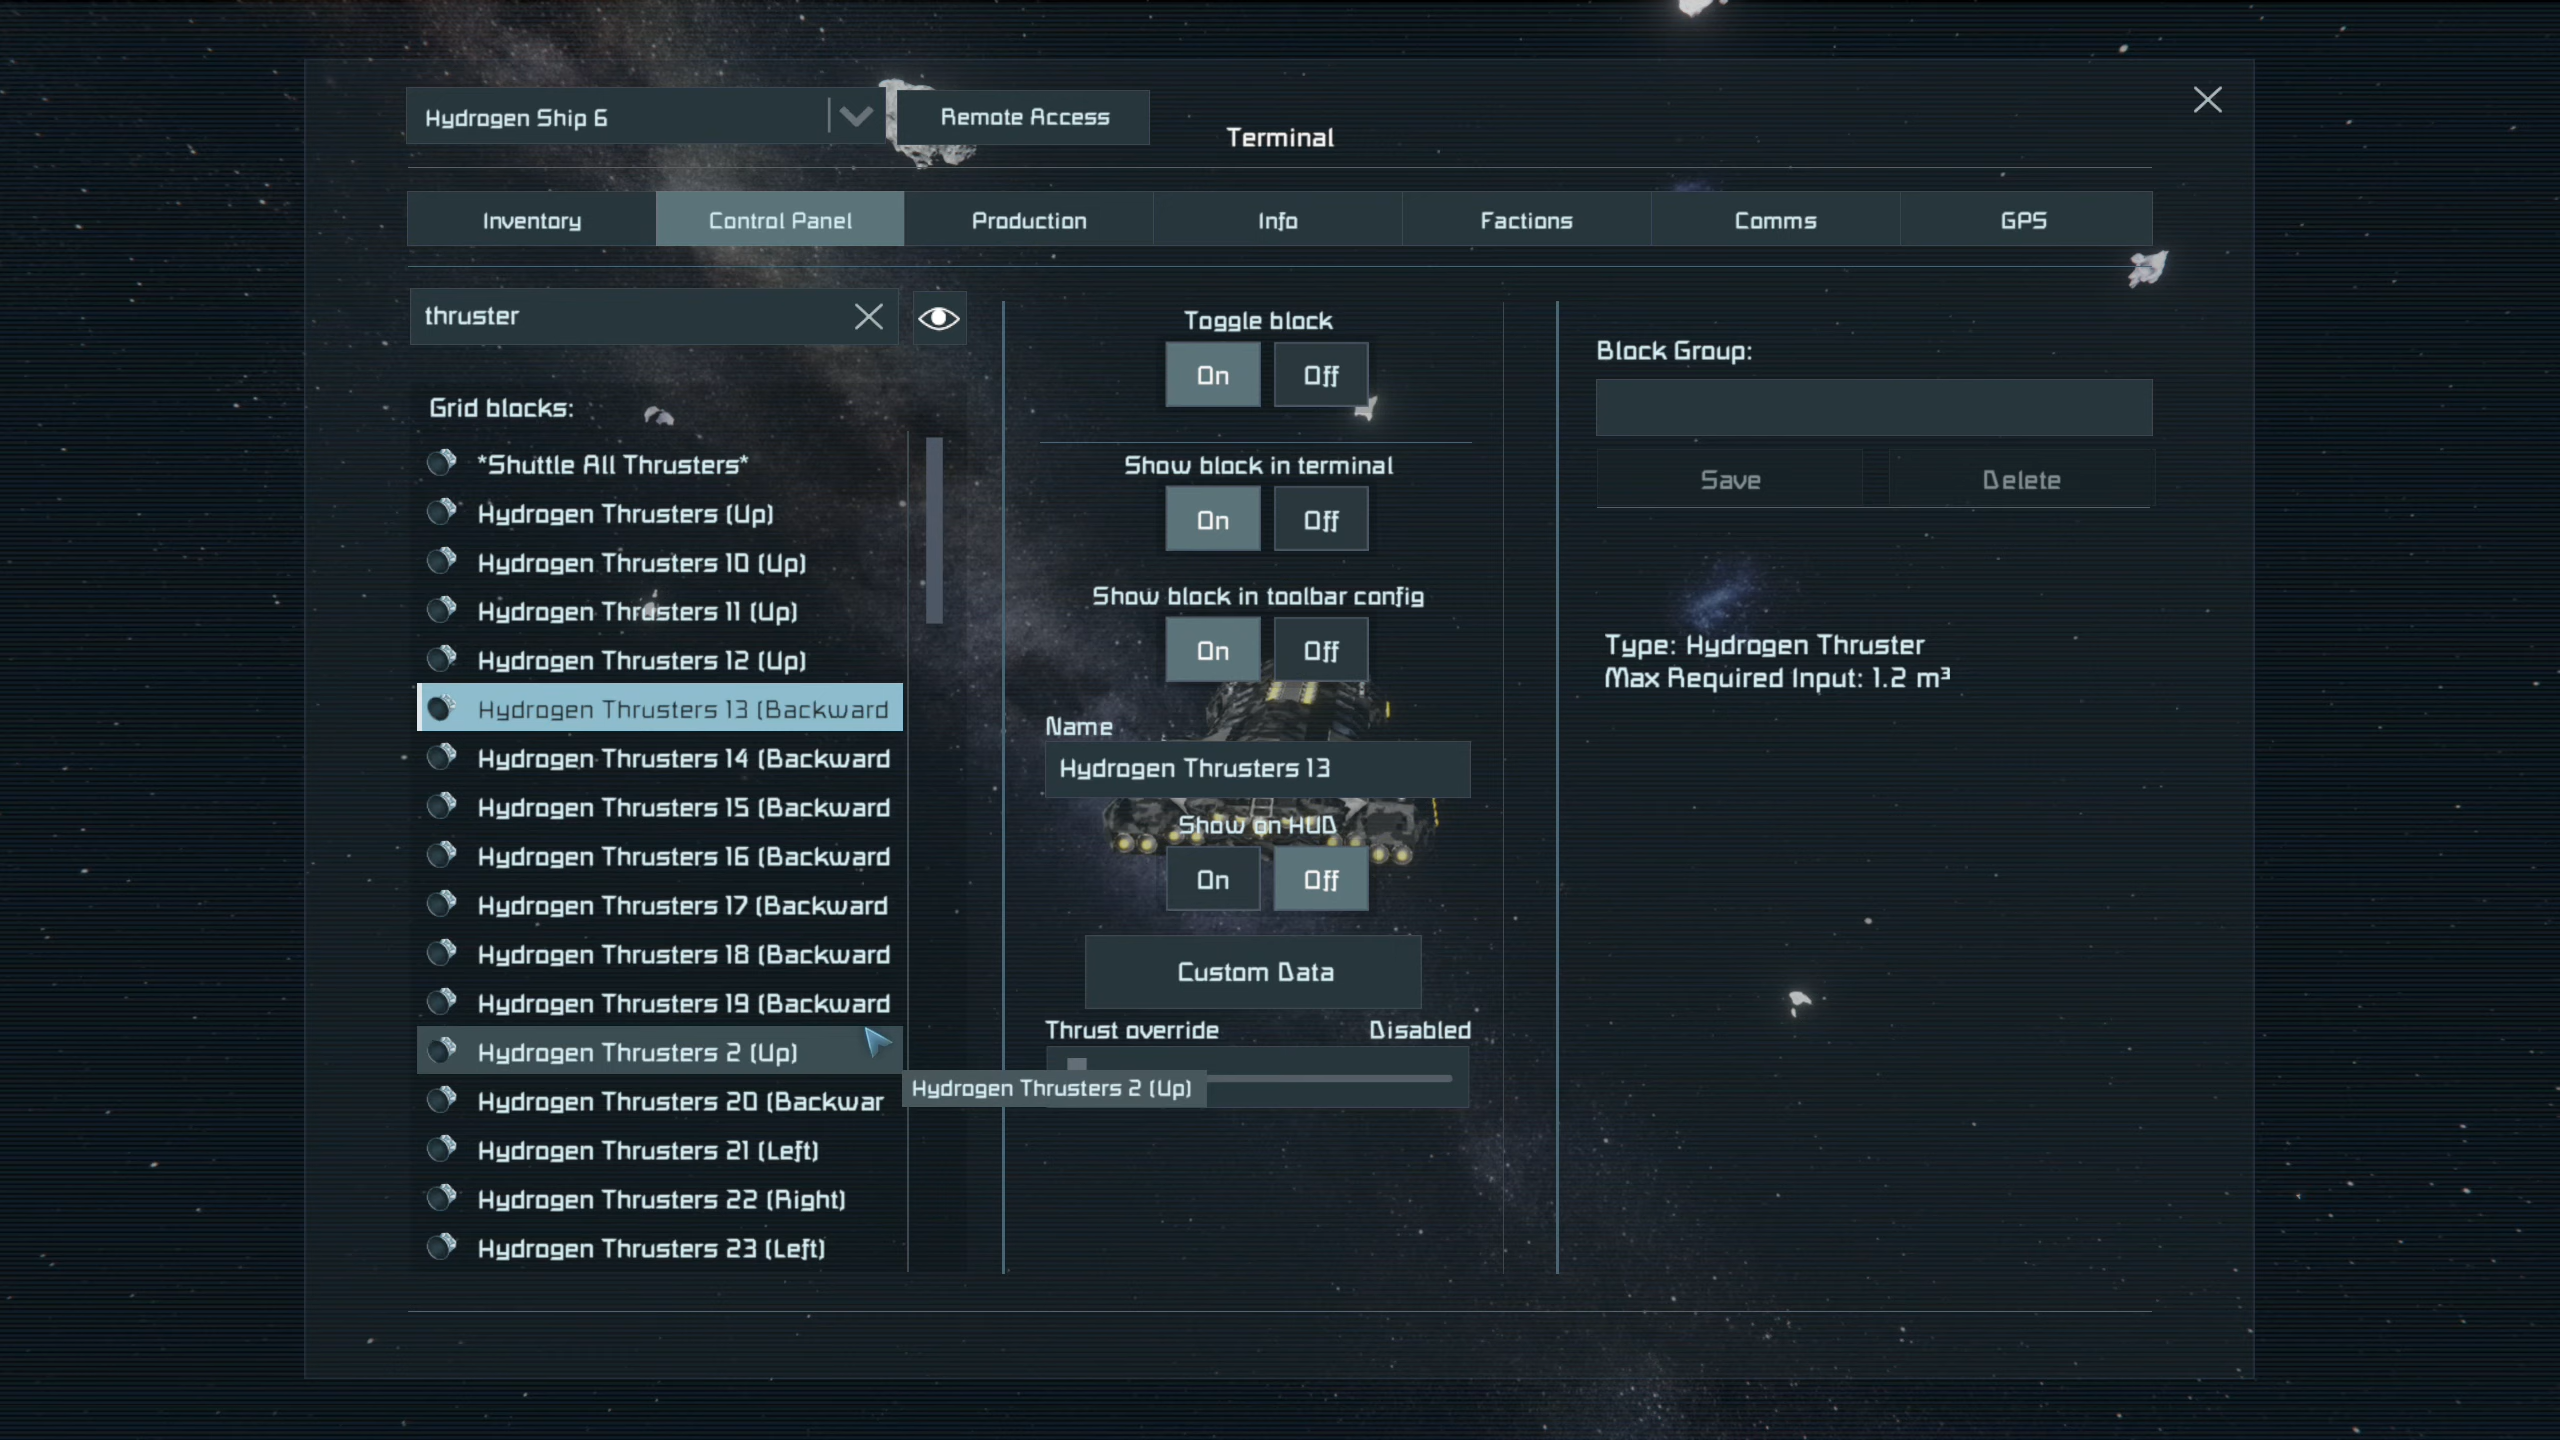 Hydrogen Ship 6
Remote Access
Terminal
Inventory
Control Panel
Production
Info
Factions
Comms
GPS
thruster
Grid blocks:
*Shuttle All Thrusters*
Hydrogen Thrusters (Up)
Hydrogen Thrusters 10 (Up)
Hydrogen Thrusters 11 (Up)
Hydrogen Thrusters 12 (Up)
Hydrogen Thrusters 13 (Backward
Hydrogen Thrusters 14 (Backward
Hydrogen Thrusters 15 (Backward
Hydrogen Thrusters 16 (Backward
Hydrogen Thrusters 17 (Backward
Hydrogen Thrusters 18 (Backward
Hydrogen Thrusters 19 (Backward
Hydrogen Thrusters 2 (Up)
Hydrogen Thrusters 20 (Backwar
Hydrogen Thrusters 21 (Left)
Hydrogen Thrusters 22 (Right)
Hydrogen Thrusters 23 (Left)
Toggle block
On
Off
Show block in terminal
On
Off
Show block in toolbar config
On
Off
Name
Hydrogen Thrusters 13
Show on HUD
On
Off
Custom Data
Thrust override
Disabled
Hydrogen Thrusters 2 (Up)
Block Group:
Save
Delete
Type: Hydrogen Thruster
Max Required Input: 1.2 m³